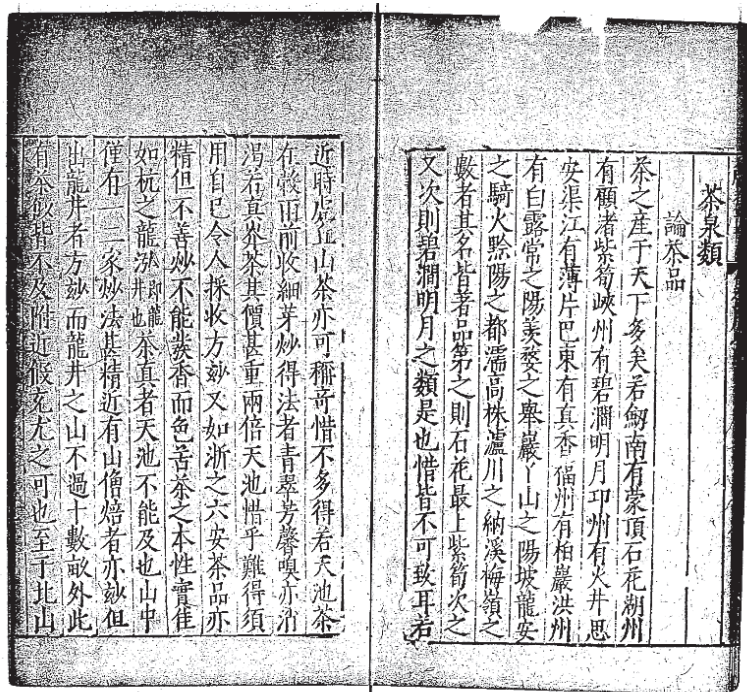 茶泉類
論茶品
茶之産于天下多矣若劒南有蒙頂石花湖州
有顧渚紫筍峽州有碧澗明月卭州有火井思
安渠江有薄片巴東有真香福州有柏巖洪州
有白露常之陽羨婺之舉巖丫山之陽坡龍安
之騎火黔陽之都濡高株瀘川之納溪梅嶺之
數者其名皆著品第之則石花最上紫筍次之
又次則碧澗明月之類是也惜皆不可致耳若
近時虎丘山茶亦可稱竒惜不多得若天池茶
在榖雨前收細芽炒得法者青翠芳馨嗅亦消
渴若真岕茶其價甚重兩倍天池惜乎難得須
用自己令人採收方玅又如浙之六安茶品亦
精但不善炒不能發香而色苦茶之本性實佳
如杭之龍泓即龍井也茶真者天池不能及也山中
僅有一二家炒法甚精近有山僧焙者亦玅但
出龍井者方玅而龍井之山不過十數畝外此
有茶似皆不及附近假充尤之可也至于北山